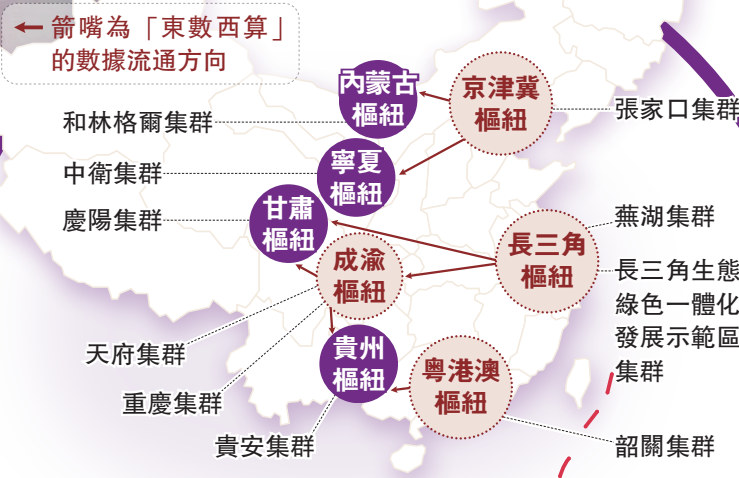 箭嘴為「東數西算」
的數據流通方向
內蒙古
樞紐
京津冀
樞紐
張家口集群
和林格爾集群
寧夏
樞紐
中衛集群
甘肅
樞紐
慶陽集群
長三角
樞紐
蕪湖集群
成渝
樞紐
長三角生態
綠色一體化
發展示範區
集群
天府集群
貴州
樞紐
粵港澳
樞紐
重慶集群
貴安集群
韶關集群